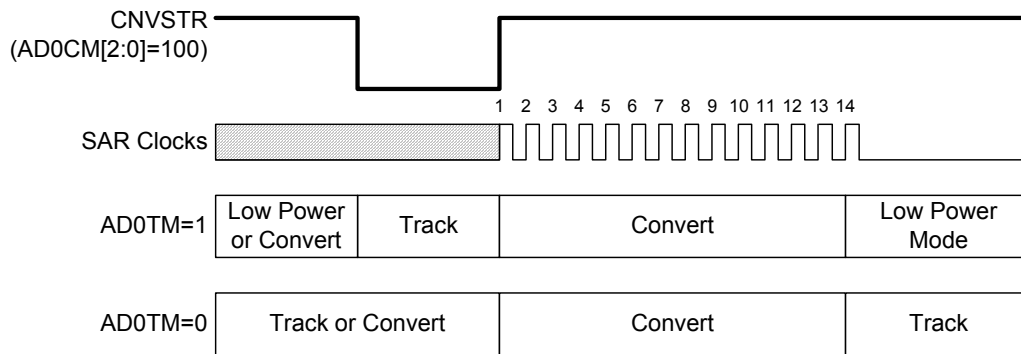 CNVSTR
(AD0CM[2:0]=100)
1 2 3 4 5 6 7 8 9 10 11 12 13 14
SAR Clocks
AD0TM=1
Low Power
or Convert
Track
Convert
Low Power
Mode
AD0TM=0
Track or Convert
Convert
Track